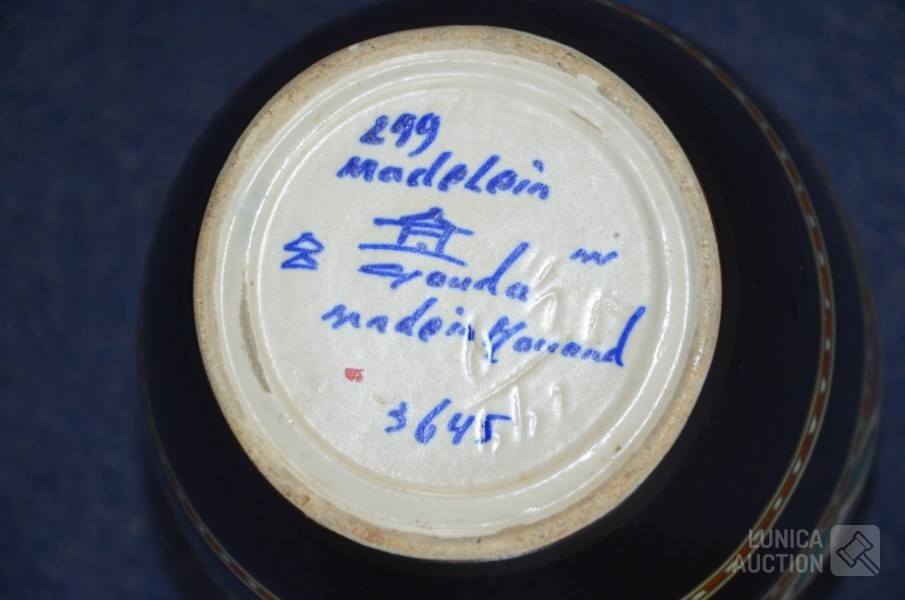 299
Madelein
Gouda
made in Holland
3645
LUNICA
AUCTION